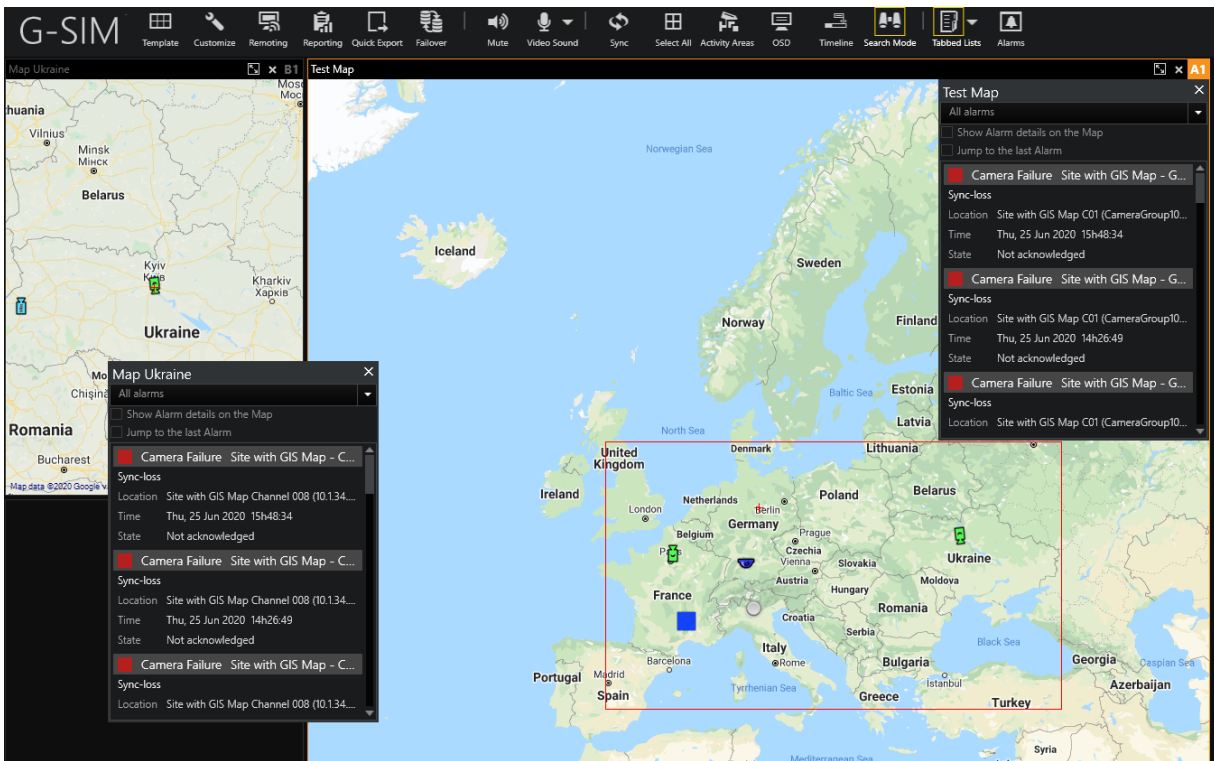 G-SIM
Template
Customize
Remoting
Reporting
Quick Export
Failover
Mute
Video Sound
Sync
Select All
Activity Areas
OSD
Timeline
Search Mode
Tabbed Lists
Alarms
Map Ukraine
B1
Test Map
A1
huania
Vilnius
Minsk
Мінск
Belarus
Kyiv
Київ
Kharkiv
Харків
Ukraine
Romania
Bucharest
Map data ©2020 Google
Map Ukraine
All alarms
Show Alarm details on the Map
Jump to the last Alarm
Camera Failure Site with GIS Map - C...
Sync-loss
Location Site with GIS Map Channel 008 (10.1.34....
Time Thu, 25 Jun 2020 15h48:34
State Not acknowledged
Camera Failure Site with GIS Map - C...
Sync-loss
Location Site with GIS Map Channel 008 (10.1.34....
Time Thu, 25 Jun 2020 14h26:49
State Not acknowledged
Camera Failure Site with GIS Map - C...
Sync-loss
Location Site with GIS Map Channel 008 (10.1.34....
Norwegian Sea
Iceland
Sweden
Norway
Finland
Baltic Sea
Estonia
Latvia
North Sea
Denmark
Lithuania
United
Kingdom
Ireland
Netherlands
Poland
Belarus
London
Berlin
Germany
Belgium
Prague
Czechia
Paris
Vienna
Slovakia
Ukraine
Austria
Hungary
Moldova
France
Romania
Croatia
Serbia
Italy
Black Sea
Barcelona
Rome
Bulgaria
Georgia
Caspian Sea
Portugal
Madrid
Spain
Tyrrhenian Sea
Istanbul
Azerbaijan
Greece
Turkey
Syria
Mediterranean Sea
Test Map
All alarms
Show Alarm details on the Map
Jump to the last Alarm
Camera Failure Site with GIS Map - G...
Sync-loss
Location Site with GIS Map C01 (CameraGroup10...
Time Thu, 25 Jun 2020 15h48:34
State Not acknowledged
Camera Failure Site with GIS Map - G...
Sync-loss
Location Site with GIS Map C01 (CameraGroup10...
Time Thu, 25 Jun 2020 14h26:49
State Not acknowledged
Camera Failure Site with GIS Map - G...
Sync-loss
Location Site with GIS Map C01 (CameraGroup10...